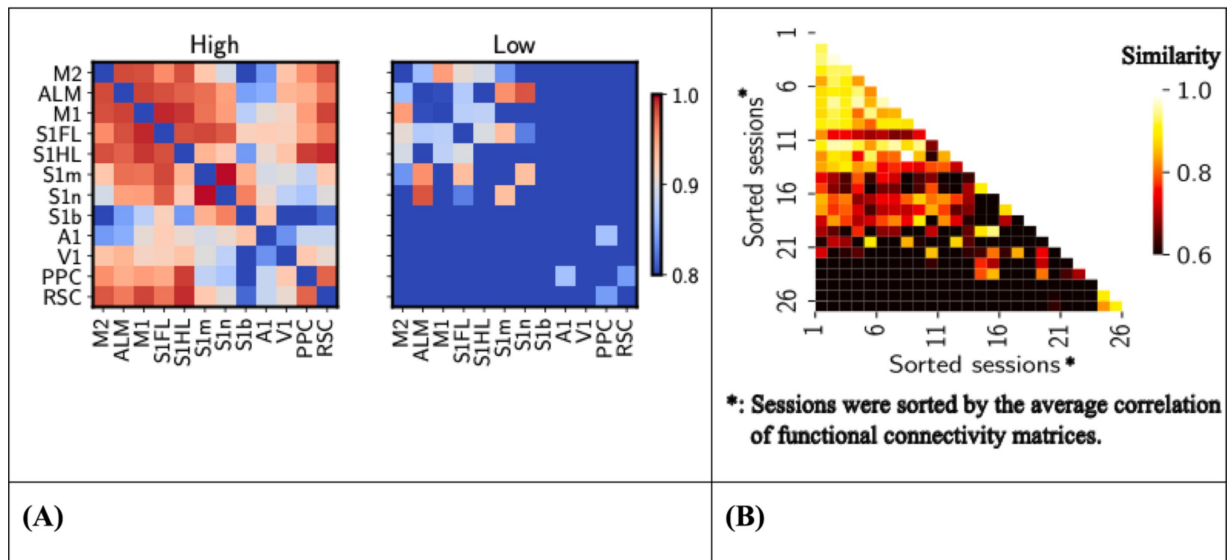 High
Low
M2
ALM
M1
S1FL
S1HL
S1m
S1n
S1b
A1
V1
PPC
RSC
M2
ALM
M1
S1FL
S1HL
S1m
S1n
S1b
A1
V1
PPC
RSC
M2
ALM
M1
S1FL
S1HL
S1m
S1n
S1b
A1
V1
PPC
RSC
1.0
0.9
0.8
(A)
Sorted sessions*
1
6
11
16
21
26
1
6
11
16
21
26
Sorted sessions*
Similarity
1.0
0.8
0.6
*: Sessions were sorted by the average correlation
of functional connectivity matrices.
(B)